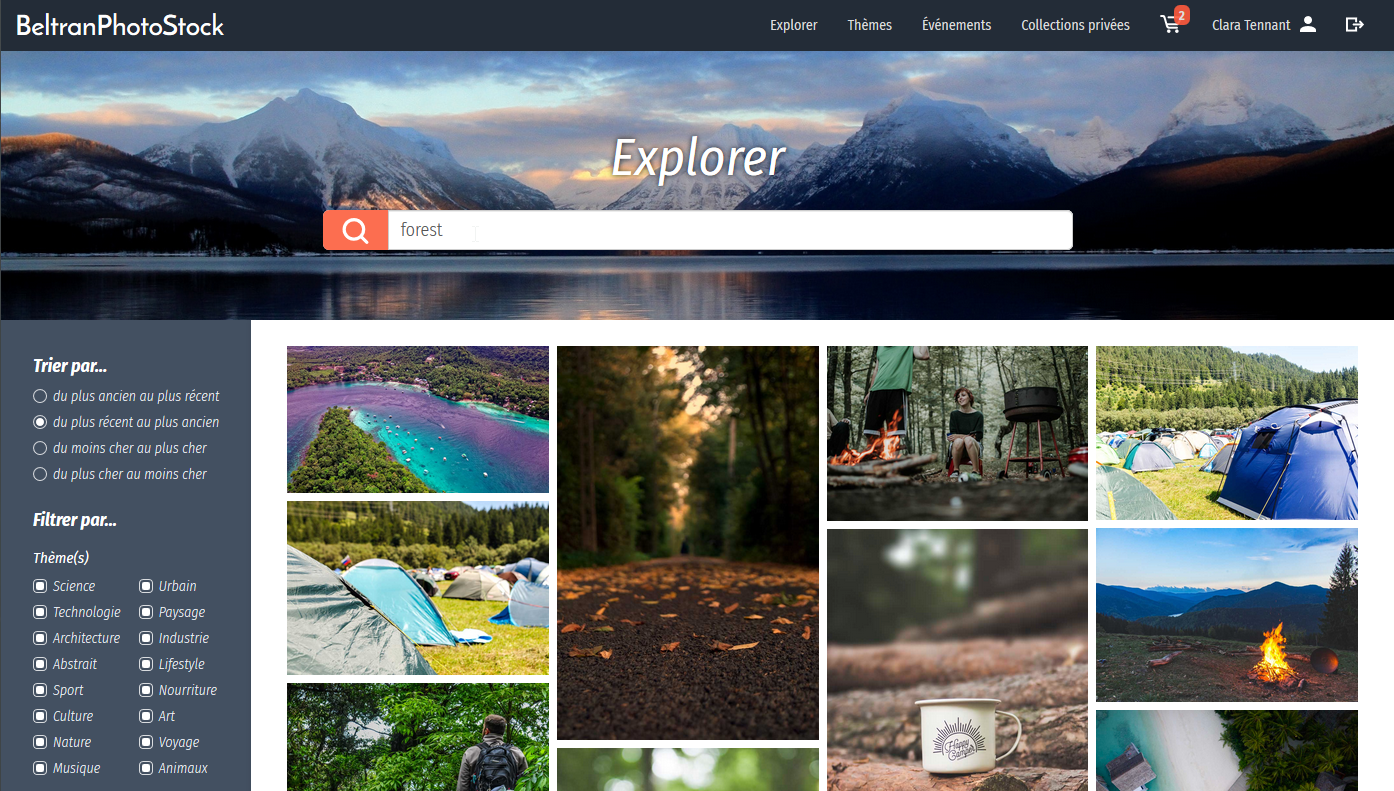 BeltranPhotoStock
Explorer
Thèmes
Événements
Collections privées
2
Clara Tennant
Explorer
forest
Trier par...
du plus ancien au plus récent
du plus récent au plus ancien
du moins cher au plus cher
du plus cher au moins cher
Filtrer par...
Thème(s)
Science
Urbain
Technologie
Paysage
Architecture
Industrie
Abstrait
Lifestyle
Sport
Nourriture
Culture
Art
Nature
Voyage
Musique
Animaux
Happy
Camper